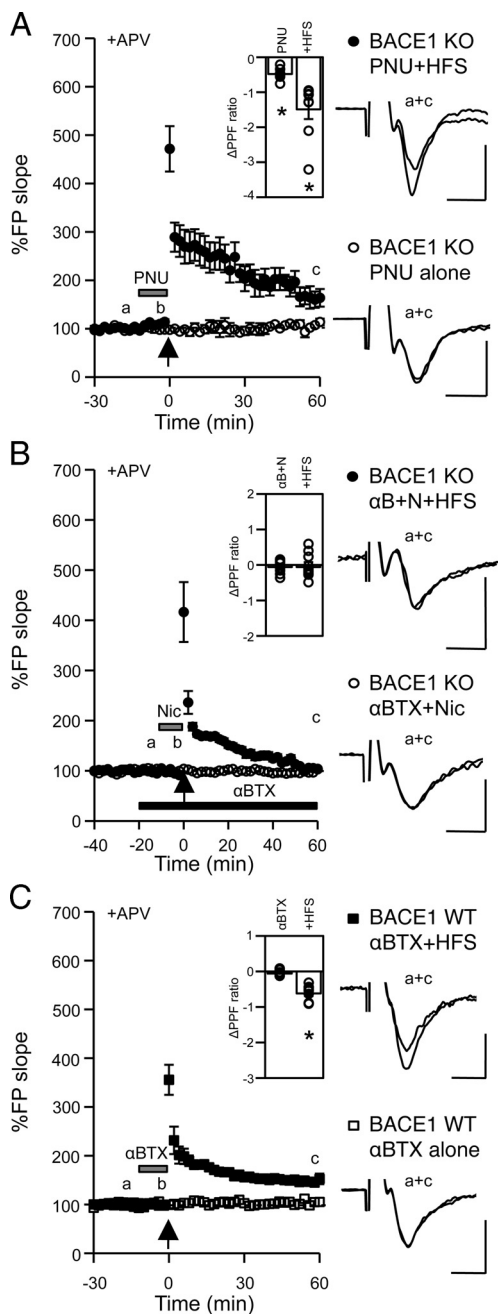 A
+APV
%FP slope
700
600
500
400
300
200
100
0
PNU
a
b
c
-30
0
30
60
Time (min)
PNU
+HFS
ΔPPF ratio
0
-1
-2
-3
-4
*
*
● BACE1 KO
PNU+HFS
a+c
○ BACE1 KO
PNU alone
a+c
B
+APV
%FP slope
700
600
500
400
300
200
100
0
Nic
a
b
c
αBTX
-40
-20
0
20
40
60
Time (min)
αB+N
+HFS
ΔPPF ratio
2
1
0
-1
-2
● BACE1 KO
αB+N+HFS
a+c
○ BACE1 KO
αBTX+Nic
a+c
C
+APV
%FP slope
700
600
500
400
300
200
100
0
αBTX
a
b
c
-30
0
30
60
Time (min)
αBTX
+HFS
ΔPPF ratio
1
0
-1
-2
-3
*
■ BACE1 WT
αBTX+HFS
a+c
□ BACE1 WT
αBTX alone
a+c